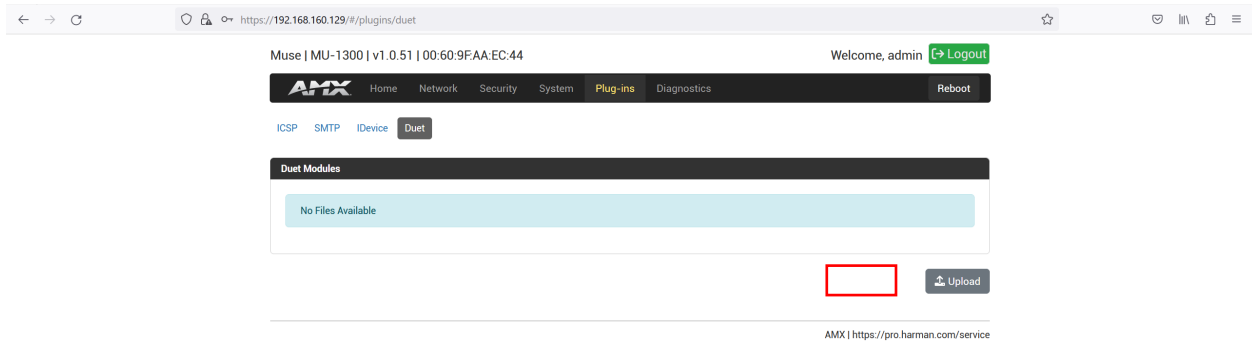 https://192.168.160.129/#/plugins/duet
Muse | MU-1300 | v1.0.51 | 00:60:9F:AA:EC:44 Welcome, admin Logout
AMX Home Network Security System Plug-ins Diagnostics Reboot
ICSP SMTP IDevice Duet
Duet Modules
No Files Available
Upload
AMX | https://pro.harman.com/service